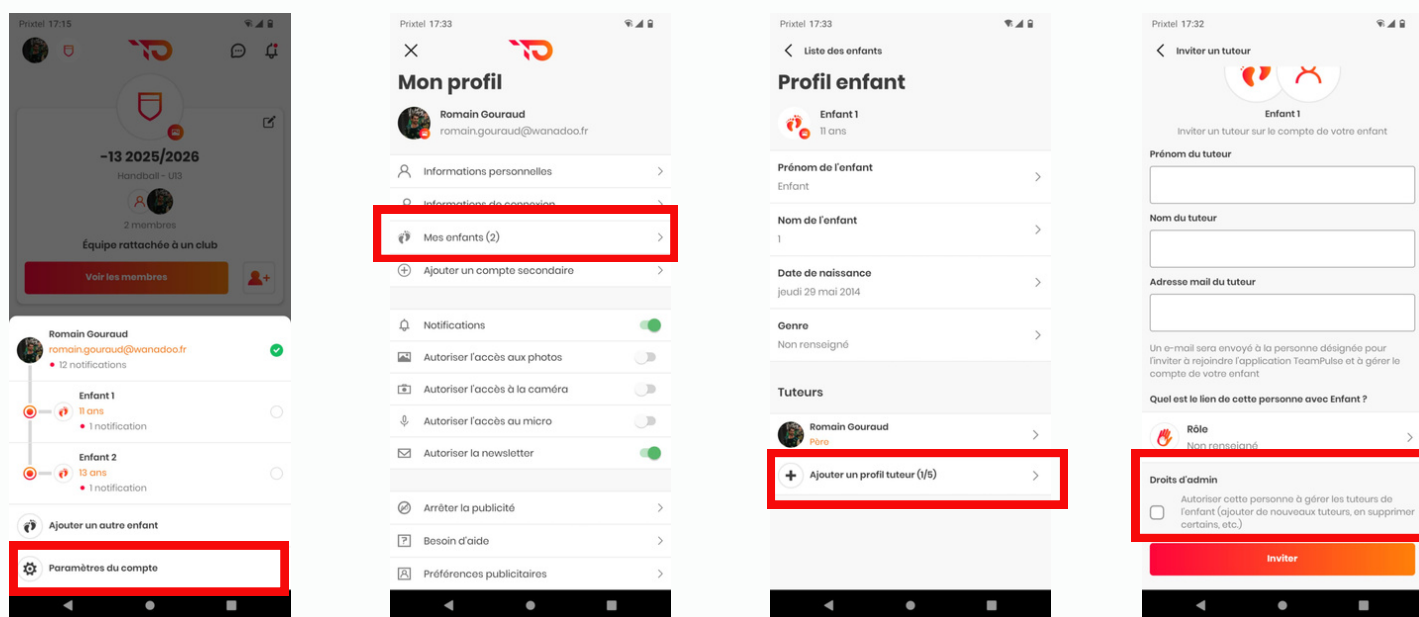 Prixtel 17:15
-13 2025/2026
Handball - U13
2 membres
Équipe rattachée à un club
Voir les membres
Romain Gouraud
romain.gouraud@wanadoo.fr
12 notifications
Enfant 1
11 ans
1 notification
Enfant 2
13 ans
1 notification
Ajouter un autre enfant
Paramètres du compte
Prixtel 17:33
Mon profil
Romain Gouraud
romain.gouraud@wanadoo.fr
Informations personnelles
Informations de connexion
Mes enfants (2)
Ajouter un compte secondaire
Notifications
Autoriser l'accès aux photos
Autoriser l'accès à la caméra
Autoriser l'accès au micro
Autoriser la newsletter
Arrêter la publicité
Besoin d'aide
Préférences publicitaires
Prixtel 17:33
Liste des enfants
Profil enfant
Enfant 1
11 ans
Prénom de l'enfant
Enfant
Nom de l'enfant
1
Date de naissance
jeudi 29 mai 2014
Genre
Non renseigné
Tuteurs
Romain Gouraud
Père
Ajouter un profil tuteur (1/5)
Prixtel 17:32
Inviter un tuteur
Enfant 1
Inviter un tuteur sur le compte de votre enfant
Prénom du tuteur
Nom du tuteur
Adresse mail du tuteur
Un e-mail sera envoyé à la personne désignée pour
l'inviter à rejoindre l'application TeamPulse et à gérer le
compte de votre enfant
Quel est le lien de cette personne avec Enfant ?
Rôle
Non renseigné
Droits d'admin
Autoriser cette personne à gérer les tuteurs de
l'enfant (ajouter de nouveaux tuteurs, en supprimer
certains, etc.)
Inviter